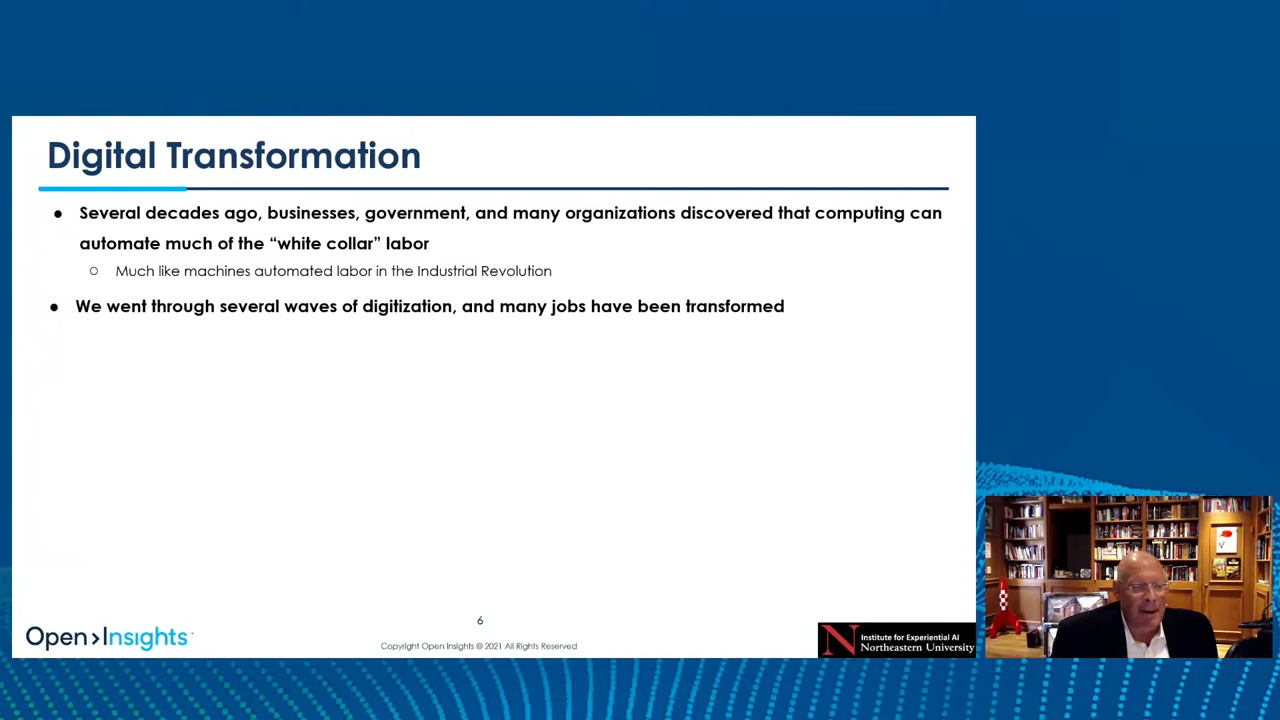 Digital Transformation
● Several decades ago, businesses, government, and many organizations discovered that computing can
automate much of the “white collar” labor
○ Much like machines automated labor in the Industrial Revolution
● We went through several waves of digitization, and many jobs have been transformed
6
Open Insights
Copyright Open Insights © 2021 All Rights Reserved
N Institute for Experiential AI
Northeastern University